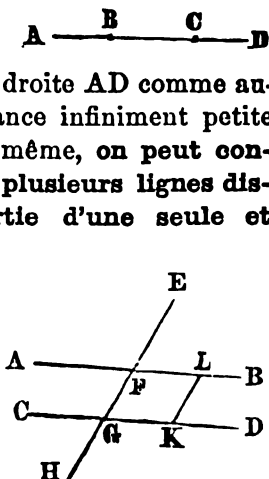 A B C D
droite AD comme au-
ance infiniment petite
même, on peut con-
plusieurs lignes dis-
rtie d'une seule et
E
A F L B
C G K D
H